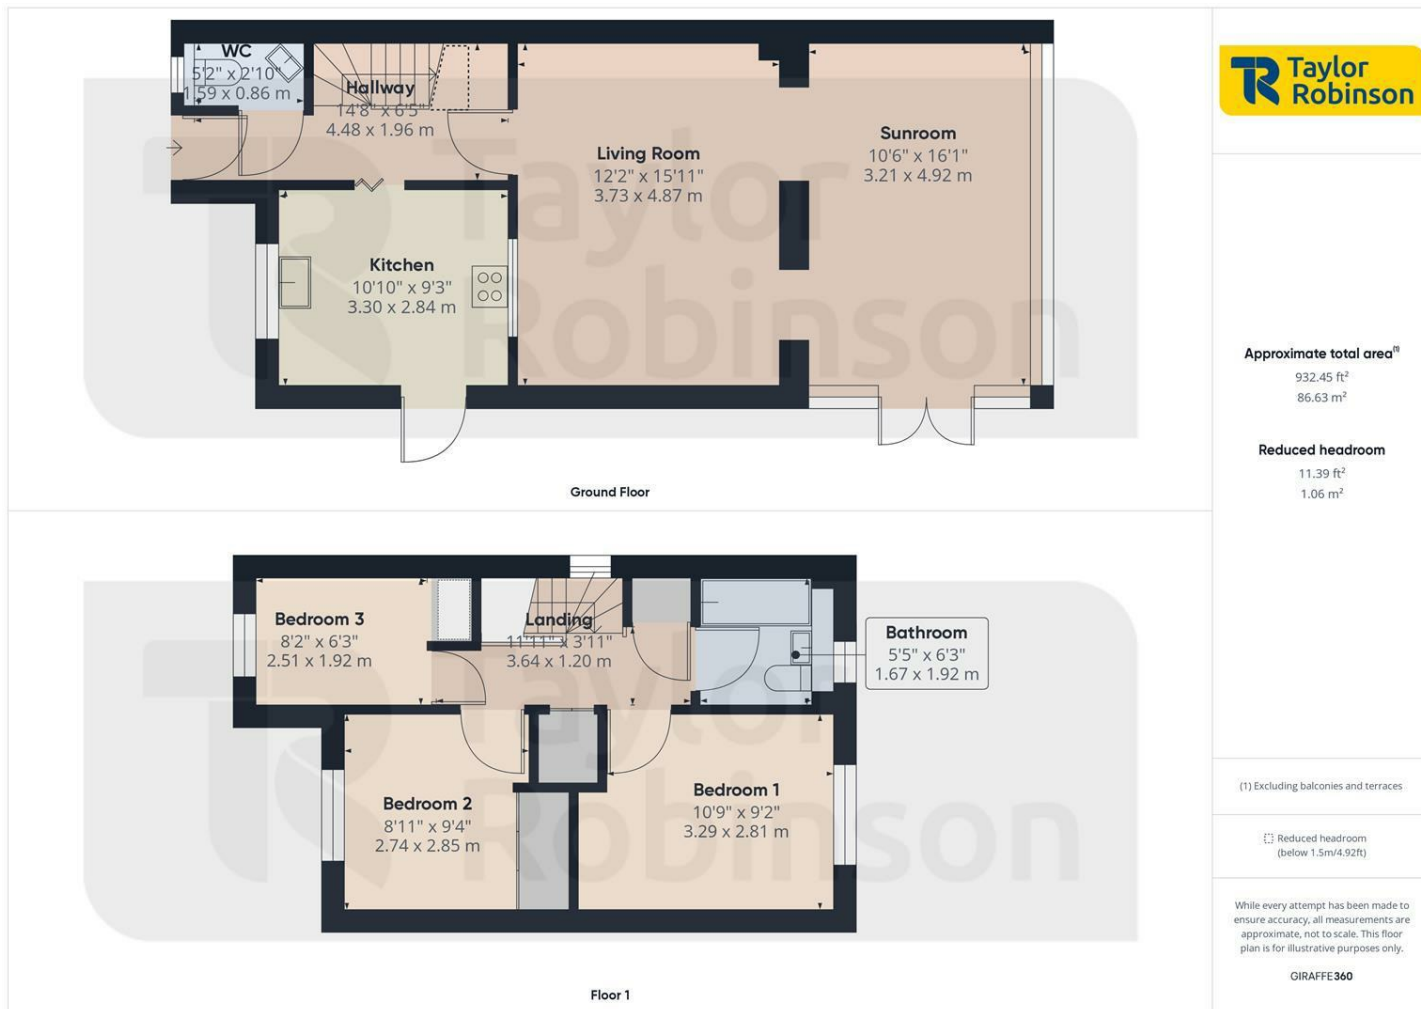 WC
5'2" x 2'10"
1.59 x 0.86 m
Hallway
14'8" x 6'5"
4.48 x 1.96 m
Living Room
12'2" x 15'11"
3.73 x 4.87 m
Sunroom
10'6" x 16'1"
3.21 x 4.92 m
Kitchen
10'10" x 9'3"
3.30 x 2.84 m
Taylor
Robinson
Ground Floor
Bedroom 3
8'2" x 6'3"
2.51 x 1.92 m
Landing
11'11" x 3'11"
3.64 x 1.20 m
Bathroom
5'5" x 6'3"
1.67 x 1.92 m
Bedroom 2
8'11" x 9'4"
2.74 x 2.85 m
Bedroom 1
10'9" x 9'2"
3.29 x 2.81 m
Taylor
Robinson
Floor 1
Taylor
Robinson
Approximate total area(1)
932.45 ft²
86.63 m²
Reduced headroom
11.39 ft²
1.06 m²
(1) Excluding balconies and terraces
Reduced headroom
(below 1.5m/4.92ft)
While every attempt has been made to
ensure accuracy, all measurements are
approximate, not to scale. This floor
plan is for illustrative purposes only.
GIRAFFE360